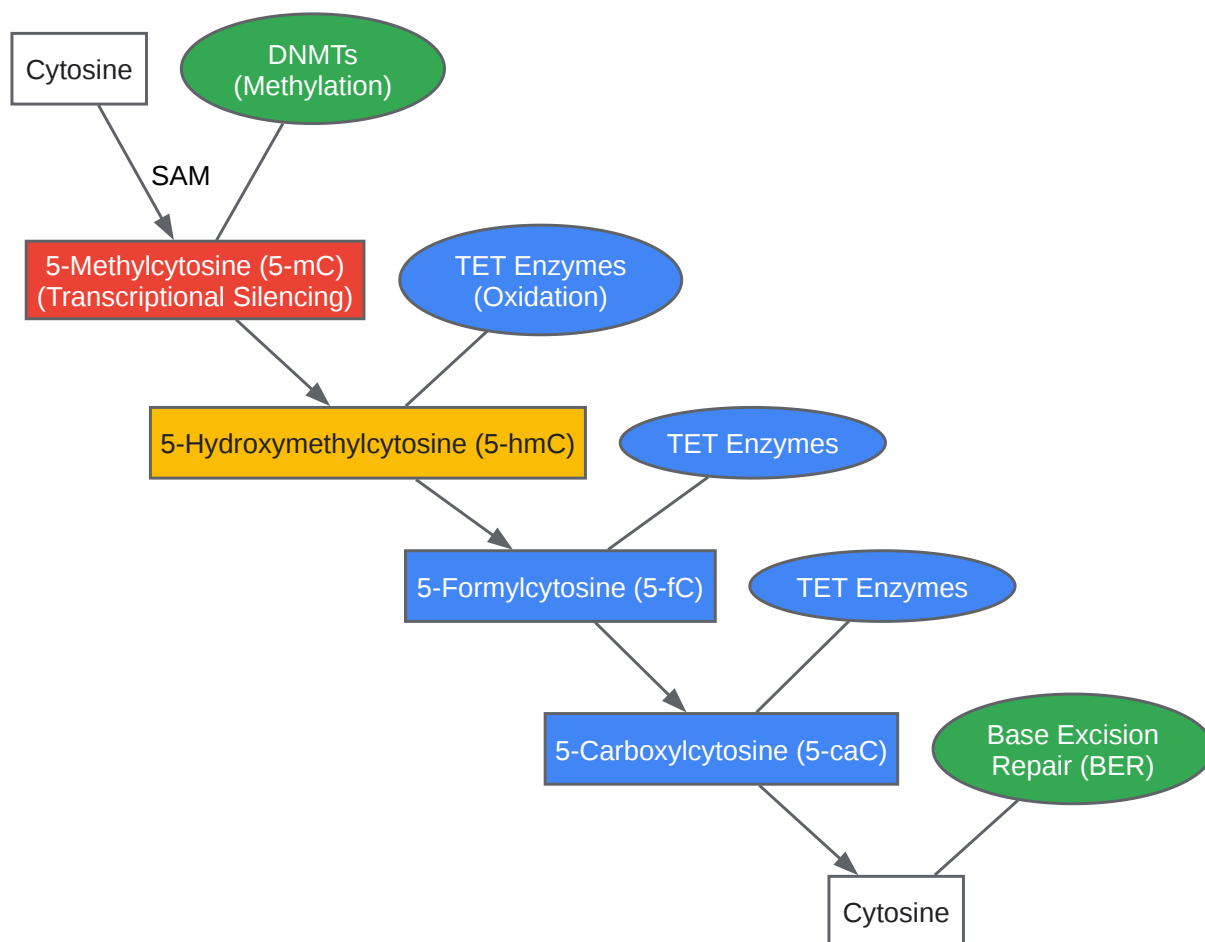 Cytosine
DNMTs
(Methylation)
SAM
5-Methylcytosine (5-mC)
(Transcriptional Silencing)
TET Enzymes
(Oxidation)
5-Hydroxymethylcytosine (5-hmC)
TET Enzymes
5-Formylcytosine (5-fC)
TET Enzymes
5-Carboxylcytosine (5-caC)
Base Excision
Repair (BER)
Cytosine